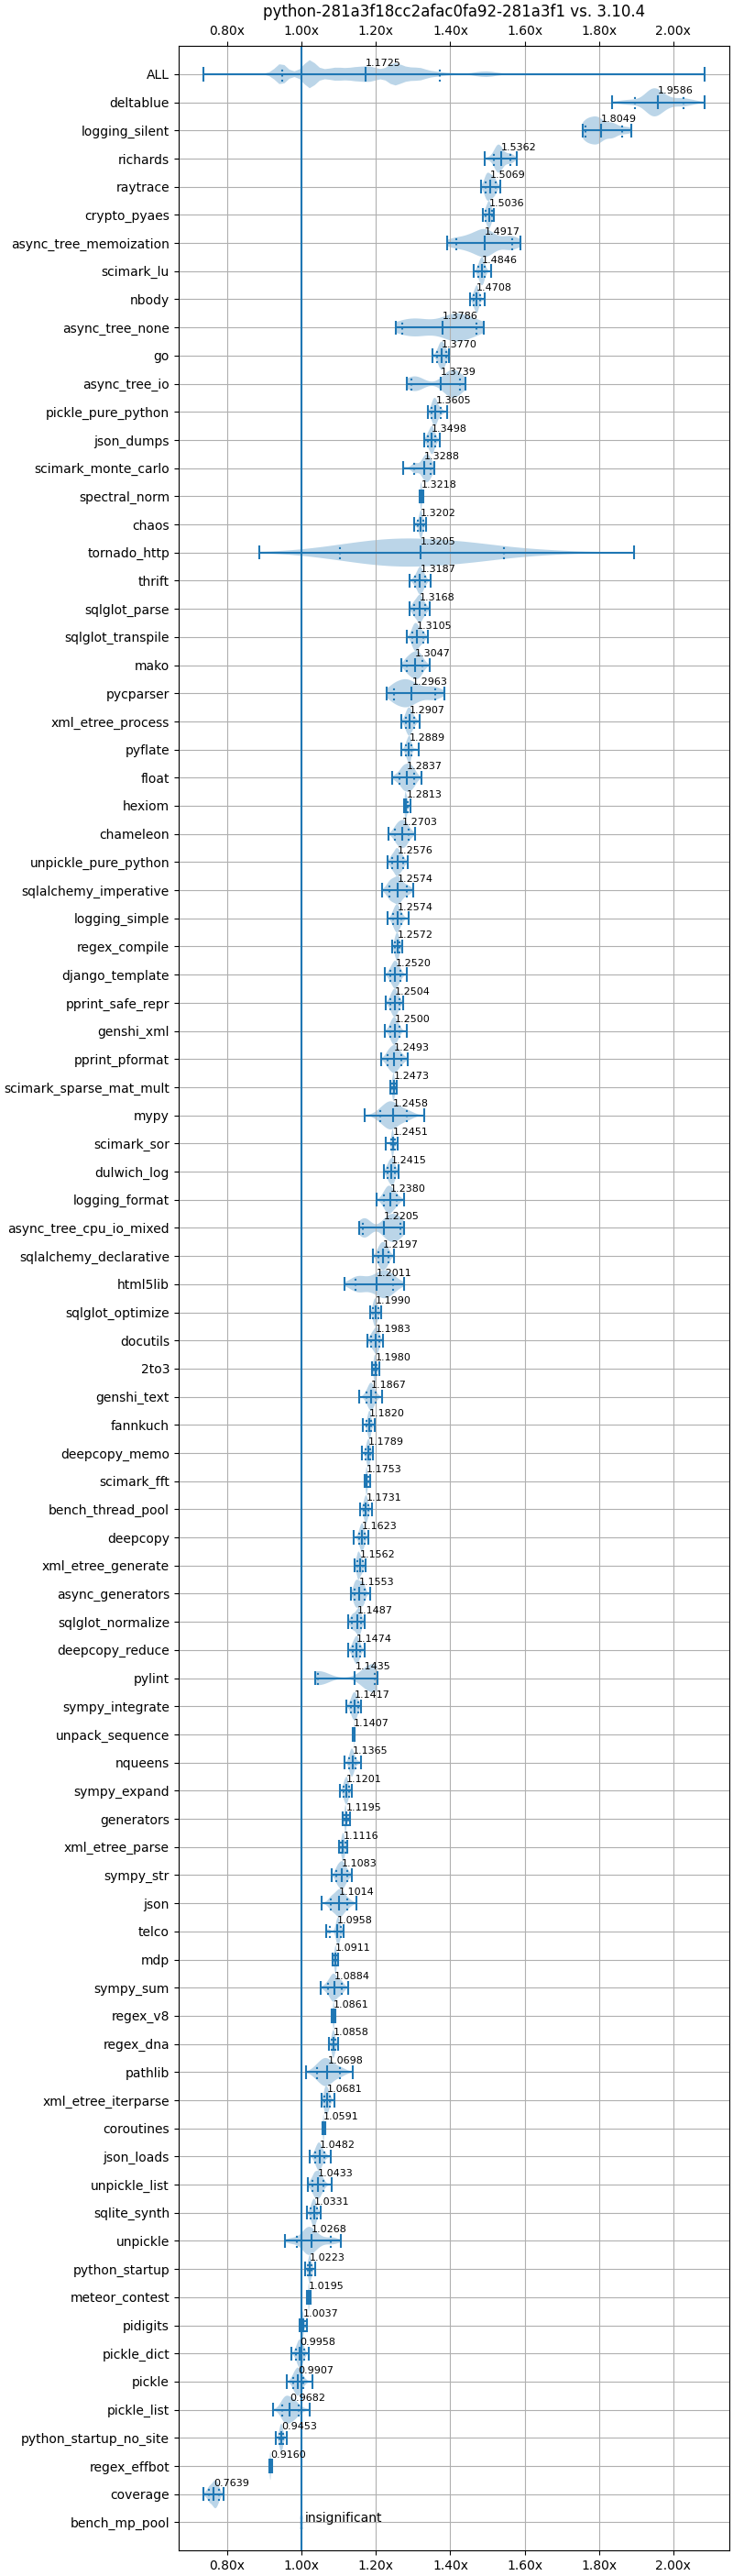 python-281a3f18cc2afac0fa92-281a3f1 vs. 3.10.4
0.80x 1.00x 1.20x 1.40x 1.60x 1.80x 2.00x
ALL 1.1725
deltablue 1.9586
logging_silent 1.8049
richards 1.5362
raytrace 1.5069
crypto_pyaes 1.5036
async_tree_memoization 1.4917
scimark_lu 1.4846
nbody 1.4708
async_tree_none 1.3786
go 1.3770
async_tree_io 1.3739
pickle_pure_python 1.3605
json_dumps 1.3498
scimark_monte_carlo 1.3288
spectral_norm 1.3218
chaos 1.3202
tornado_http 1.3205
thrift 1.3187
sqlglot_parse 1.3168
sqlglot_transpile 1.3105
mako 1.3047
pycparser 1.2963
xml_etree_process 1.2907
pyflate 1.2889
float 1.2837
hexiom 1.2813
chameleon 1.2703
unpickle_pure_python 1.2576
sqlalchemy_imperative 1.2574
logging_simple 1.2574
regex_compile 1.2572
django_template 1.2520
pprint_safe_repr 1.2504
genshi_xml 1.2500
pprint_pformat 1.2493
scimark_sparse_mat_mult 1.2473
mypy 1.2458
scimark_sor 1.2451
dulwich_log 1.2415
logging_format 1.2380
async_tree_cpu_io_mixed 1.2205
sqlalchemy_declarative 1.2197
html5lib 1.2011
sqlglot_optimize 1.1990
docutils 1.1983
2to3 1.1980
genshi_text 1.1867
fannkuch 1.1820
deepcopy_memo 1.1789
scimark_fft 1.1753
bench_thread_pool 1.1731
deepcopy 1.1623
xml_etree_generate 1.1562
async_generators 1.1553
sqlglot_normalize 1.1487
deepcopy_reduce 1.1474
pylint 1.1435
sympy_integrate 1.1417
unpack_sequence 1.1407
nqueens 1.1365
sympy_expand 1.1201
generators 1.1195
xml_etree_parse 1.1116
sympy_str 1.1083
json 1.1014
telco 1.0958
mdp 1.0911
sympy_sum 1.0884
regex_v8 1.0861
regex_dna 1.0858
pathlib 1.0698
xml_etree_iterparse 1.0681
coroutines 1.0591
json_loads 1.0482
unpickle_list 1.0433
sqlite_synth 1.0331
unpickle 1.0268
python_startup 1.0223
meteor_contest 1.0195
pidigits 1.0037
pickle_dict 0.9958
pickle 0.9907
pickle_list 0.9682
python_startup_no_site 0.9453
regex_effbot 0.9160
coverage 0.7639
bench_mp_pool insignificant
0.80x 1.00x 1.20x 1.40x 1.60x 1.80x 2.00x